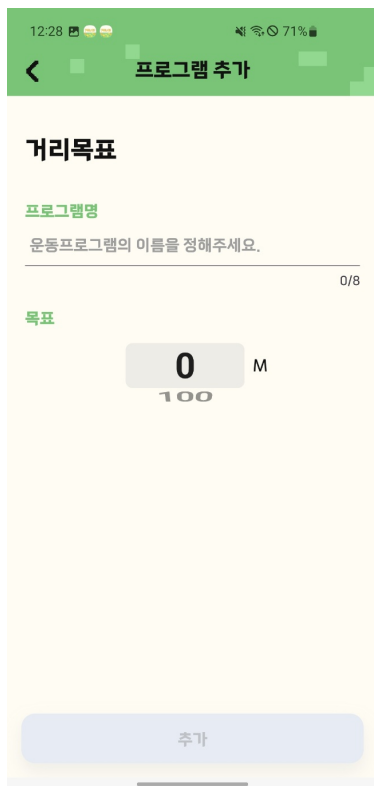 12:28 71%
프로그램 추가
거리목표
프로그램명
운동프로그램의 이름을 정해주세요.
0/8
목표
0 M
100
추가